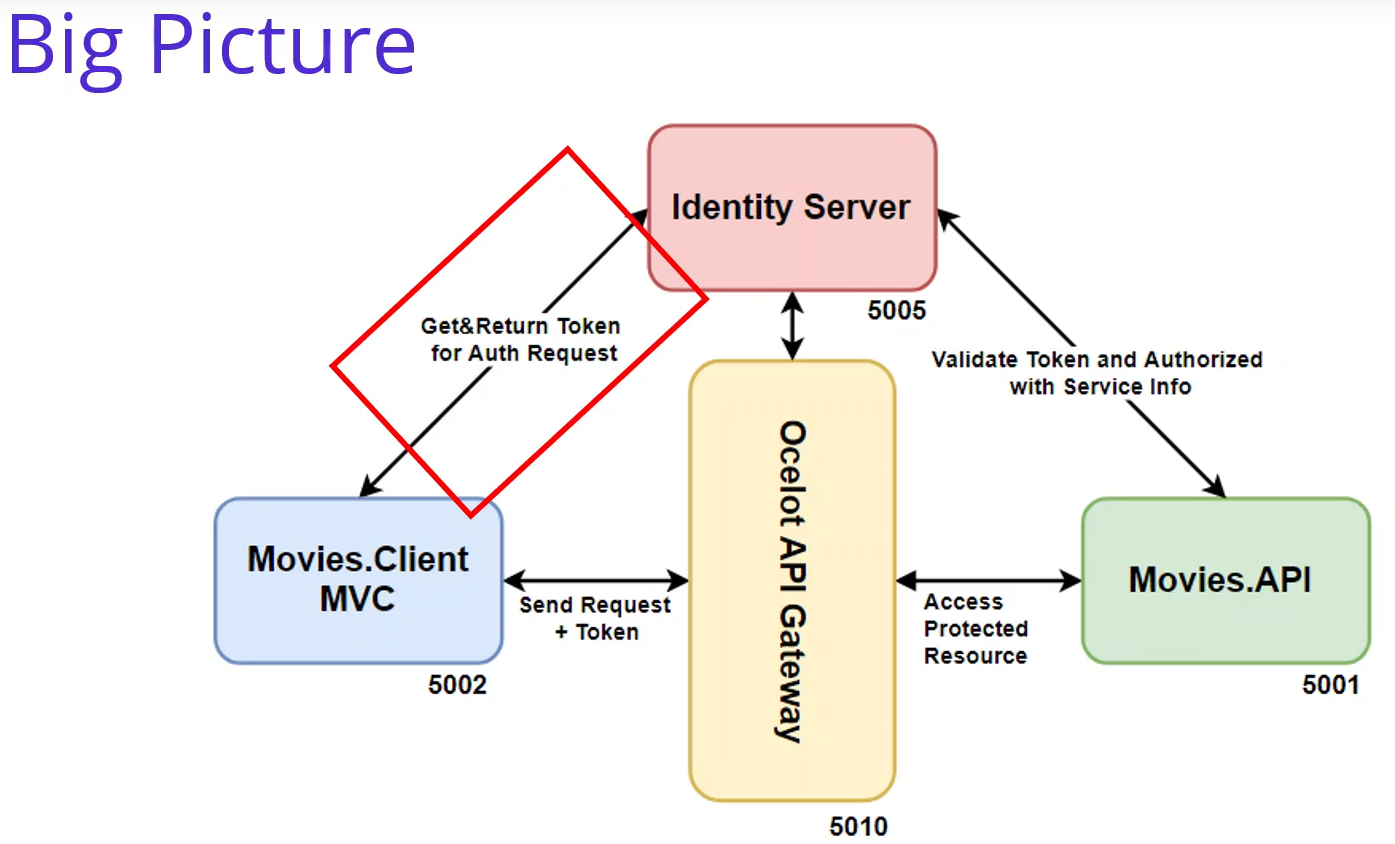 Big Picture
Identity Server
5005
Get&Return Token
for Auth Request
Validate Token and Authorized
with Service Info
Ocelot API Gateway
5010
Movies.Client
MVC
5002
Send Request
+ Token
Access
Protected
Resource
Movies.API
5001